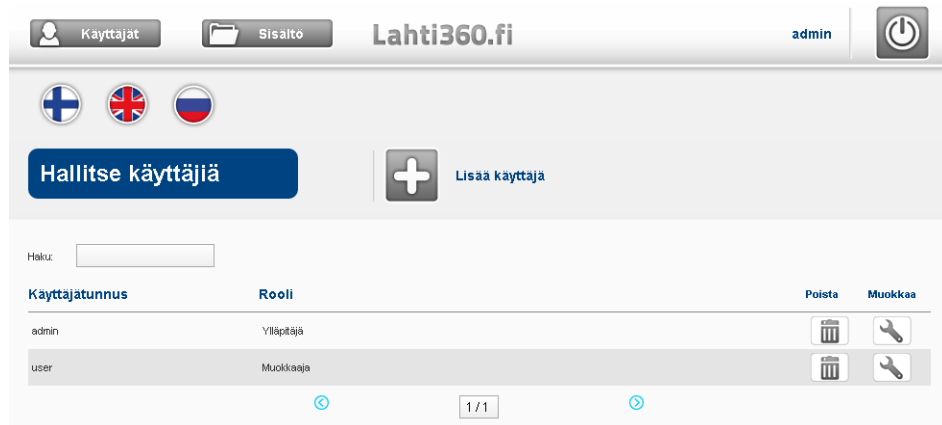 Käyttäjät Sisältö Lahti360.fi admin
Hallitse käyttäjiä Lisää käyttäjä
Haku:
Käyttäjätunnus Rooli Poista Muokkaa
admin Ylläpitäjä
user Muokkaaja
1 / 1